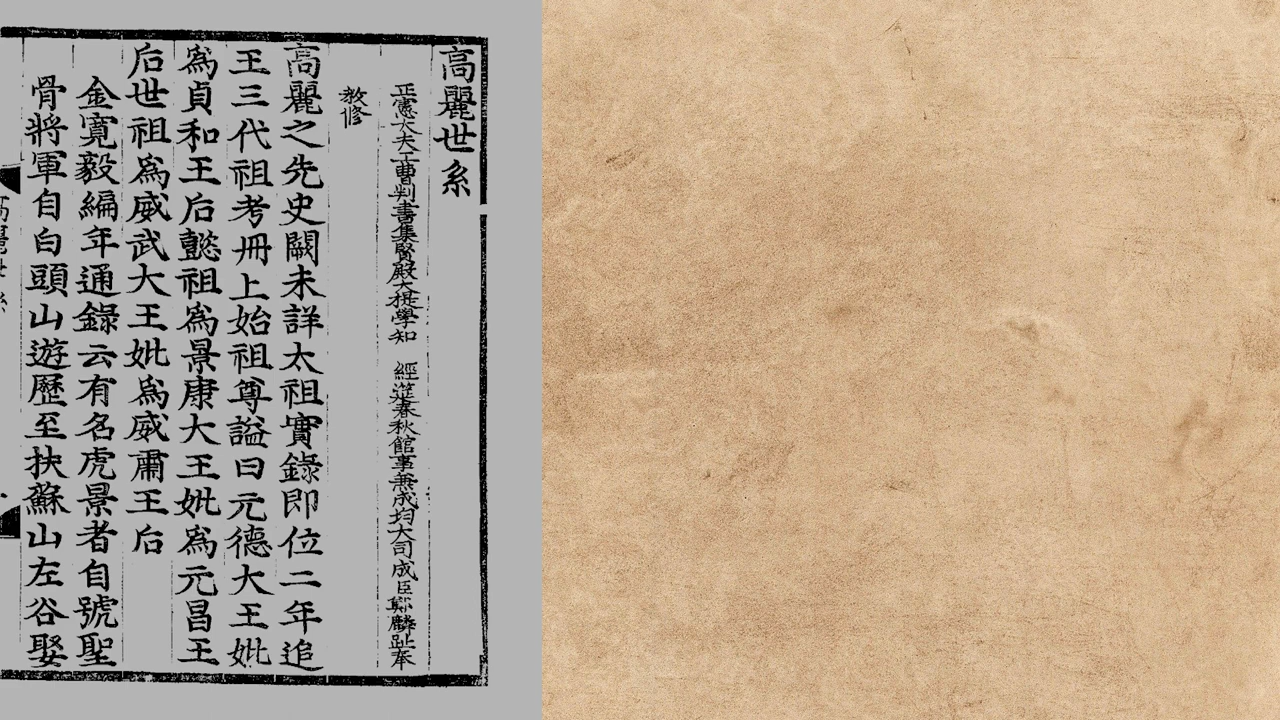 高麗世系
正憲大夫工曹判書集賢殿大提學知 經筵春秋館事兼成均大司成臣鄭麟趾奉
教修
高麗之先史闕未詳太祖實錄即位二年追
王三代祖考冊上始祖尊謚曰元德大王妣
爲貞和王后懿祖爲景康大王妣爲元昌王
后世祖爲威武大王妣爲威肅王后
金寬毅編年通錄云有名虎景者自號聖
骨將軍自白頭山遊歷至扶蘇山左谷娶
高麗世系